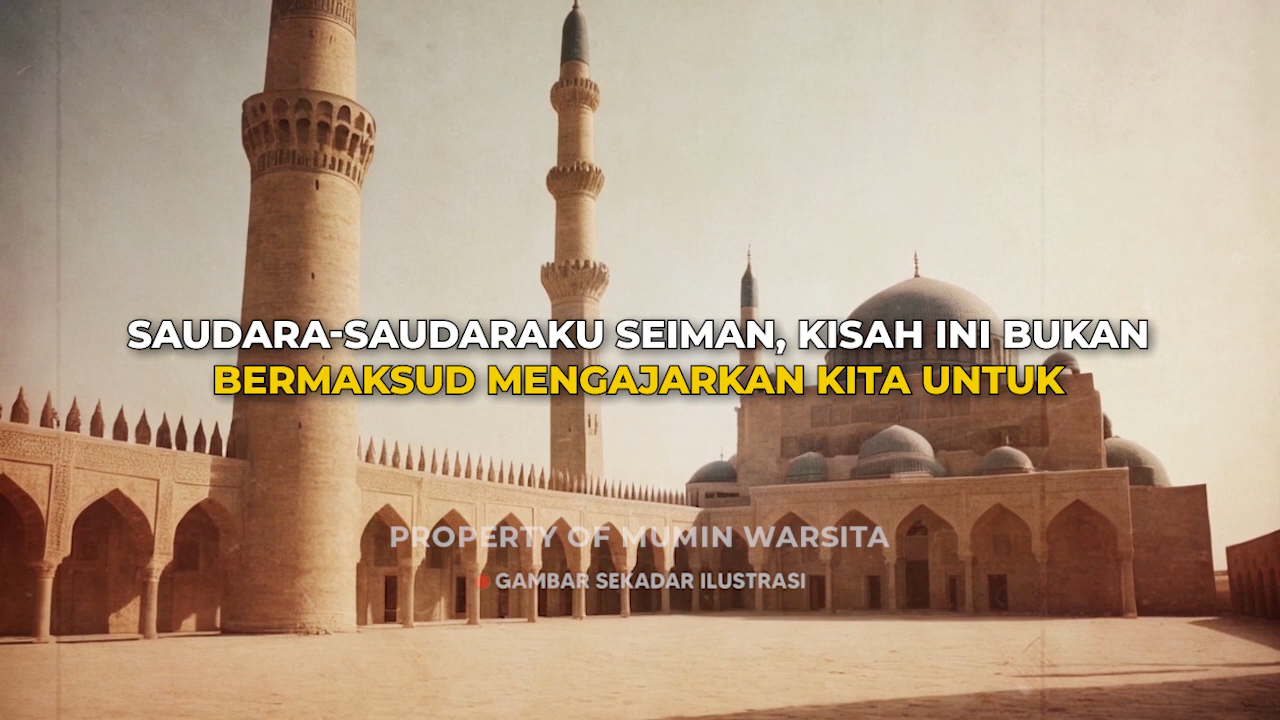 SAUDARA-SAUDARAKU SEIMAN, KISAH INI BUKAN
BERMAKSUD MENGAJARKAN KITA UNTUK
PROPERTY OF MUMIN WARSITA
GAMBAR SEKADAR ILUSTRASI